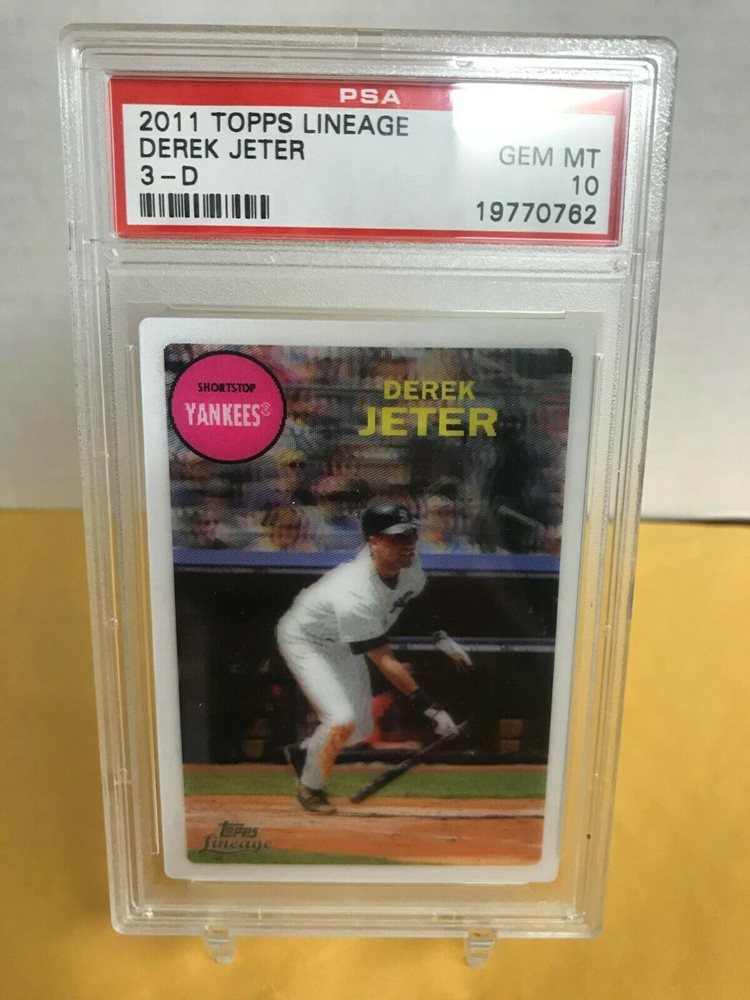 PSA
2011 TOPPS LINEAGE
DEREK JETER
3-D
GEM MT
10
19770762
SHORTSTOP
YANKEES®
DEREK
JETER
Topps
Lineage